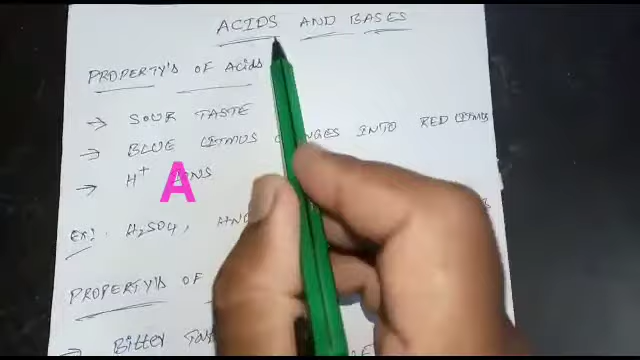 ACIDS AND BASES
PROPERTY'S OF Acids
→ SOUR TASTE
→ BLUE LITMUS INTO RED LITMUS
→ H+ IONS
A
Ex: H₂SO₄,
PROPERTY'S OF
→ Bitter